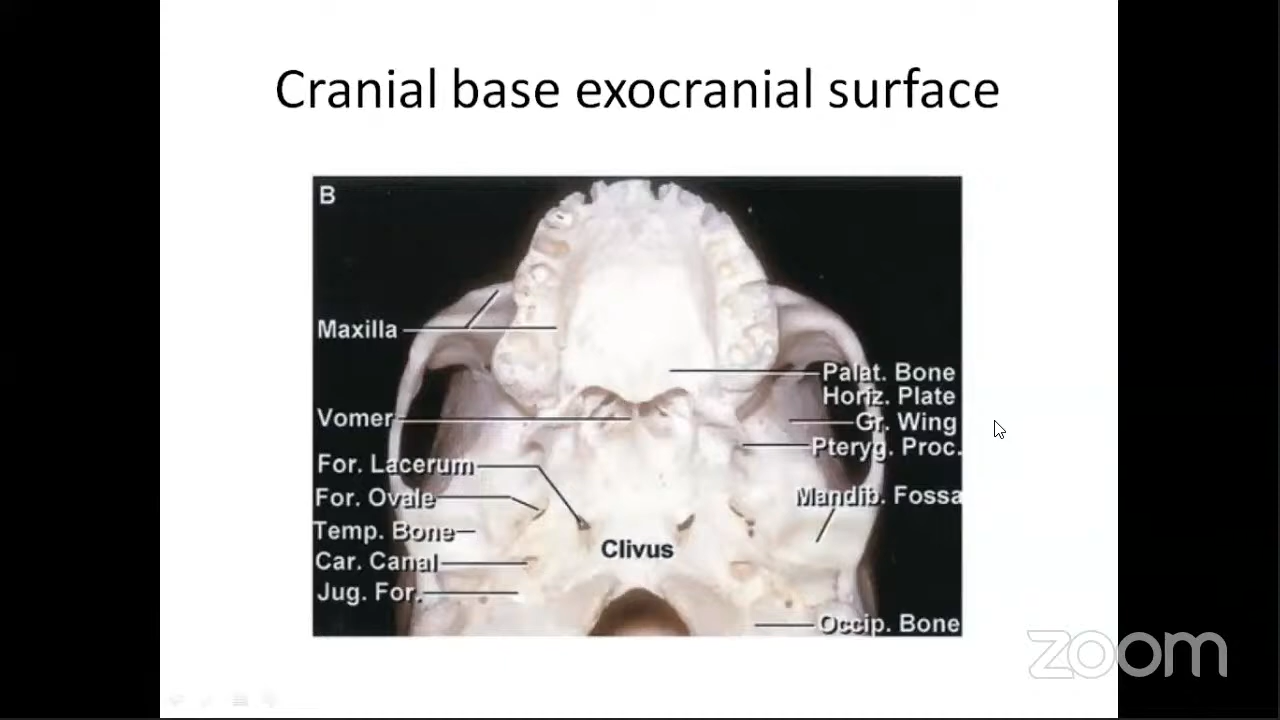 Cranial base exocranial surface
B
Maxilla
Vomer
For. Lacerum
For. Ovale
Temp. Bone
Car. Canal
Jug. For.
Clivus
Palat. Bone
Horiz. Plate
Gr. Wing
Pteryg. Proc.
Mandib. Fossa
Occip. Bone
zoom